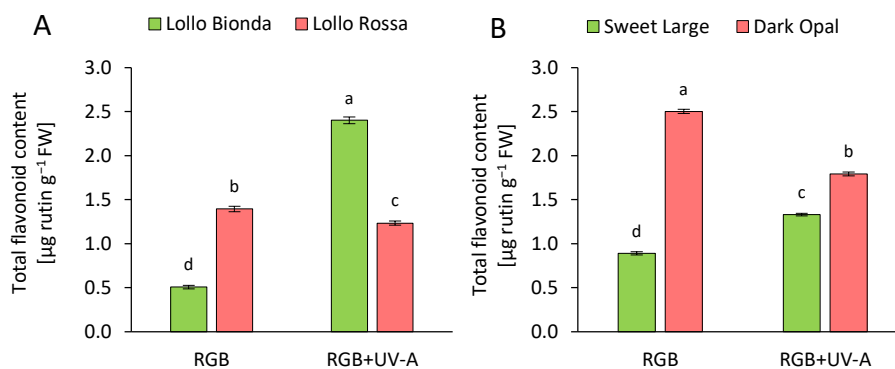 A
Lollo Bionda Lollo Rossa
Total flavonoid content
[µg rutin g⁻¹ FW]
3.0
2.5
2.0
1.5
1.0
0.5
0.0
d
b
a
c
RGB RGB+UV-A
B
Sweet Large Dark Opal
Total flavonoid content
[µg rutin g⁻¹ FW]
3.0
2.5
2.0
1.5
1.0
0.5
0.0
d
a
c
b
RGB RGB+UV-A